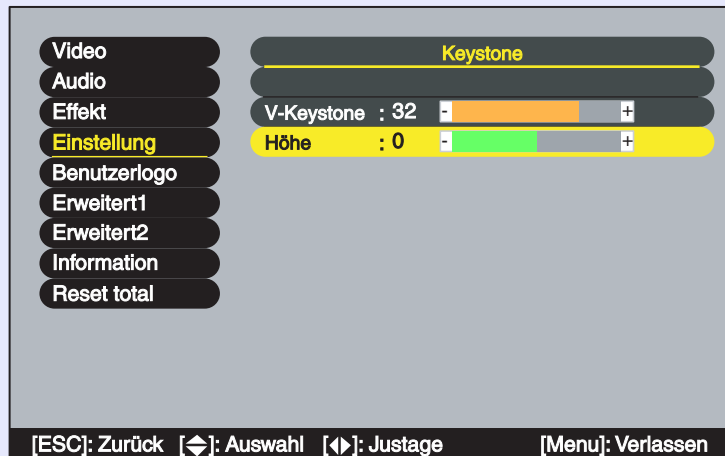 Video
Audio
Effekt
Einstellung
Benutzerlogo
Erweitert1
Erweitert2
Information
Reset total
Keystone
V-Keystone : 32 - +
Höhe : 0 - +
[ESC]: Zurück [◆]: Auswahl [◀▶]: Justage [Menu]: Verlassen